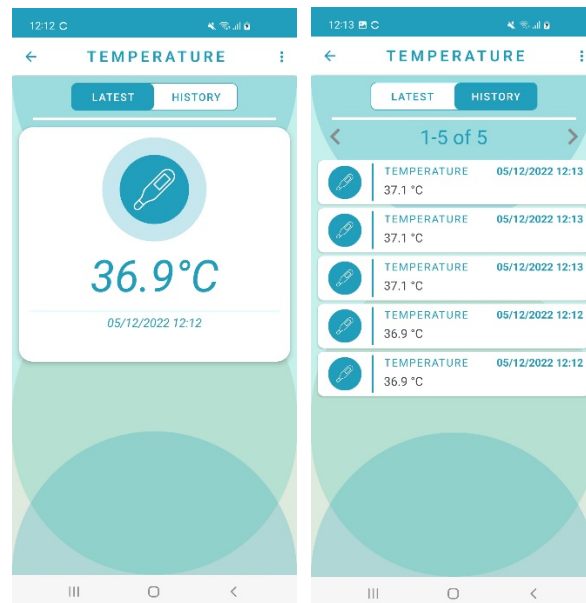 12:12 C
TEMPERATURE
LATEST HISTORY
36.9°C
05/12/2022 12:12
12:13 C
TEMPERATURE
LATEST HISTORY
1-5 of 5
TEMPERATURE 05/12/2022 12:13
37.1 °C
TEMPERATURE 05/12/2022 12:13
37.1 °C
TEMPERATURE 05/12/2022 12:13
37.1 °C
TEMPERATURE 05/12/2022 12:12
36.9 °C
TEMPERATURE 05/12/2022 12:12
36.9 °C